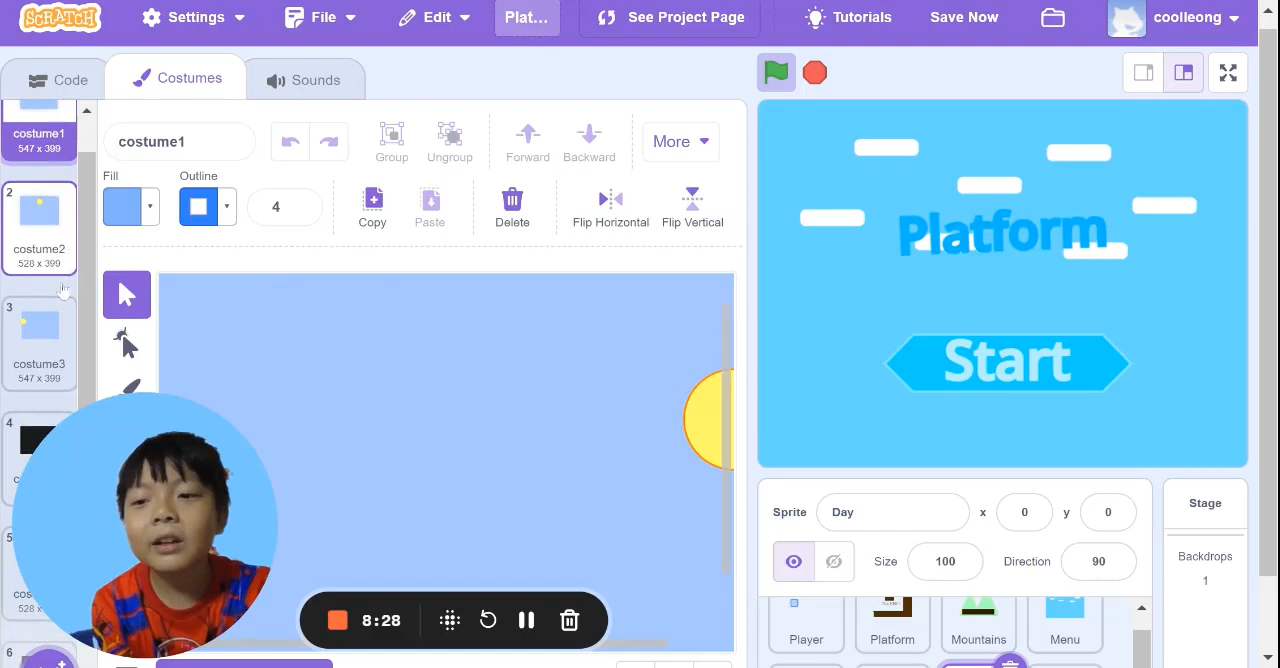 SCRATCH Settings File Edit Plat... See Project Page Tutorials Save Now coolleong
Code Costumes Sounds
costume1
547 x 399
2
costume2
528 x 399
3
costume3
547 x 399
4
5
6
costume1
Group Ungroup Forward Backward More
Fill Outline
4
Copy Paste Delete Flip Horizontal Flip Vertical
8:28
Platform
Start
Sprite Day x 0 y 0
Size 100 Direction 90
Player Platform Mountains Menu
Stage
Backdrops
1